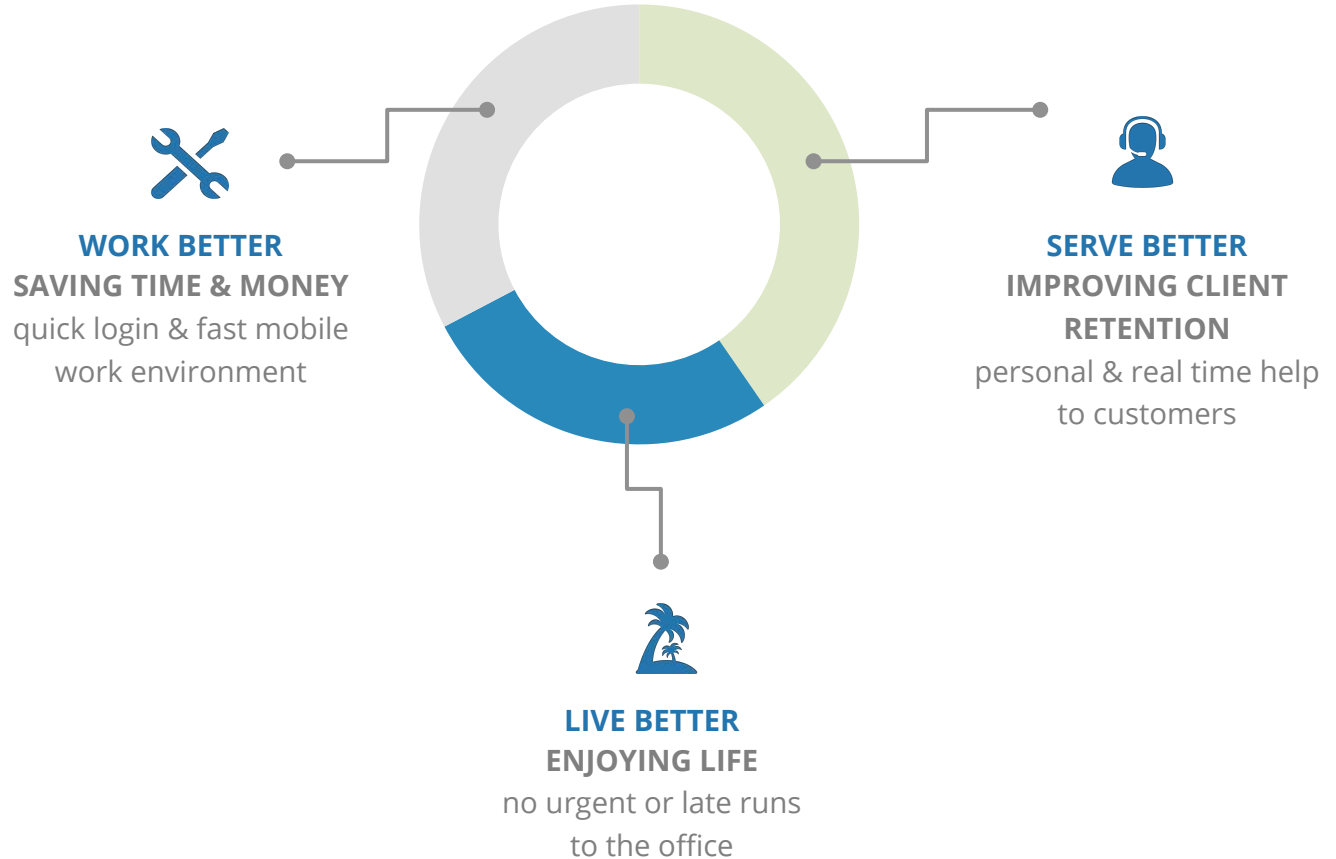 WORK BETTER
SAVING TIME & MONEY
quick login & fast mobile
work environment
SERVE BETTER
IMPROVING CLIENT
RETENTION
personal & real time help
to customers
LIVE BETTER
ENJOYING LIFE
no urgent or late runs
to the office